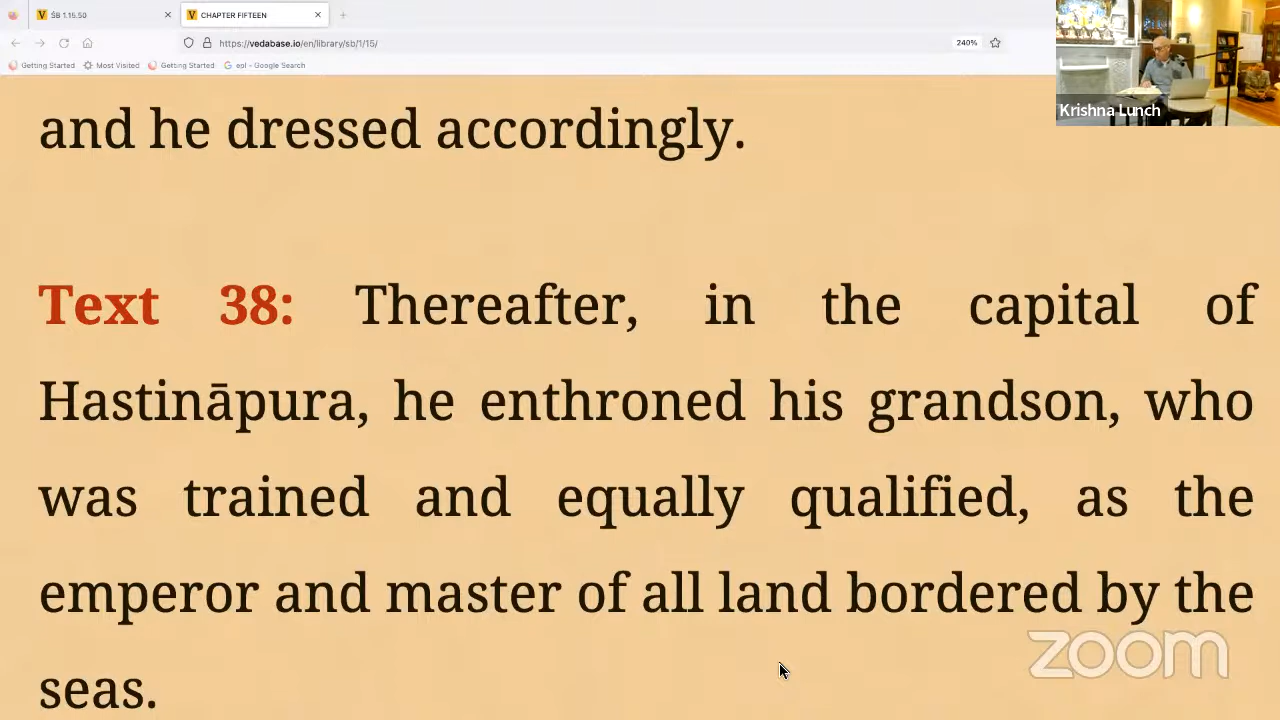 SB 1.15.50
CHAPTER FIFTEEN
https://vedabase.io/en/library/sb/1/15/
240%
Getting Started
Most Visited
Getting Started
epl - Google Search
Krishna Lunch
and he dressed accordingly.
Text 38: Thereafter, in the capital of
Hastināpura, he enthroned his grandson, who
was trained and equally qualified, as the
emperor and master of all land bordered by the
seas.
zoom